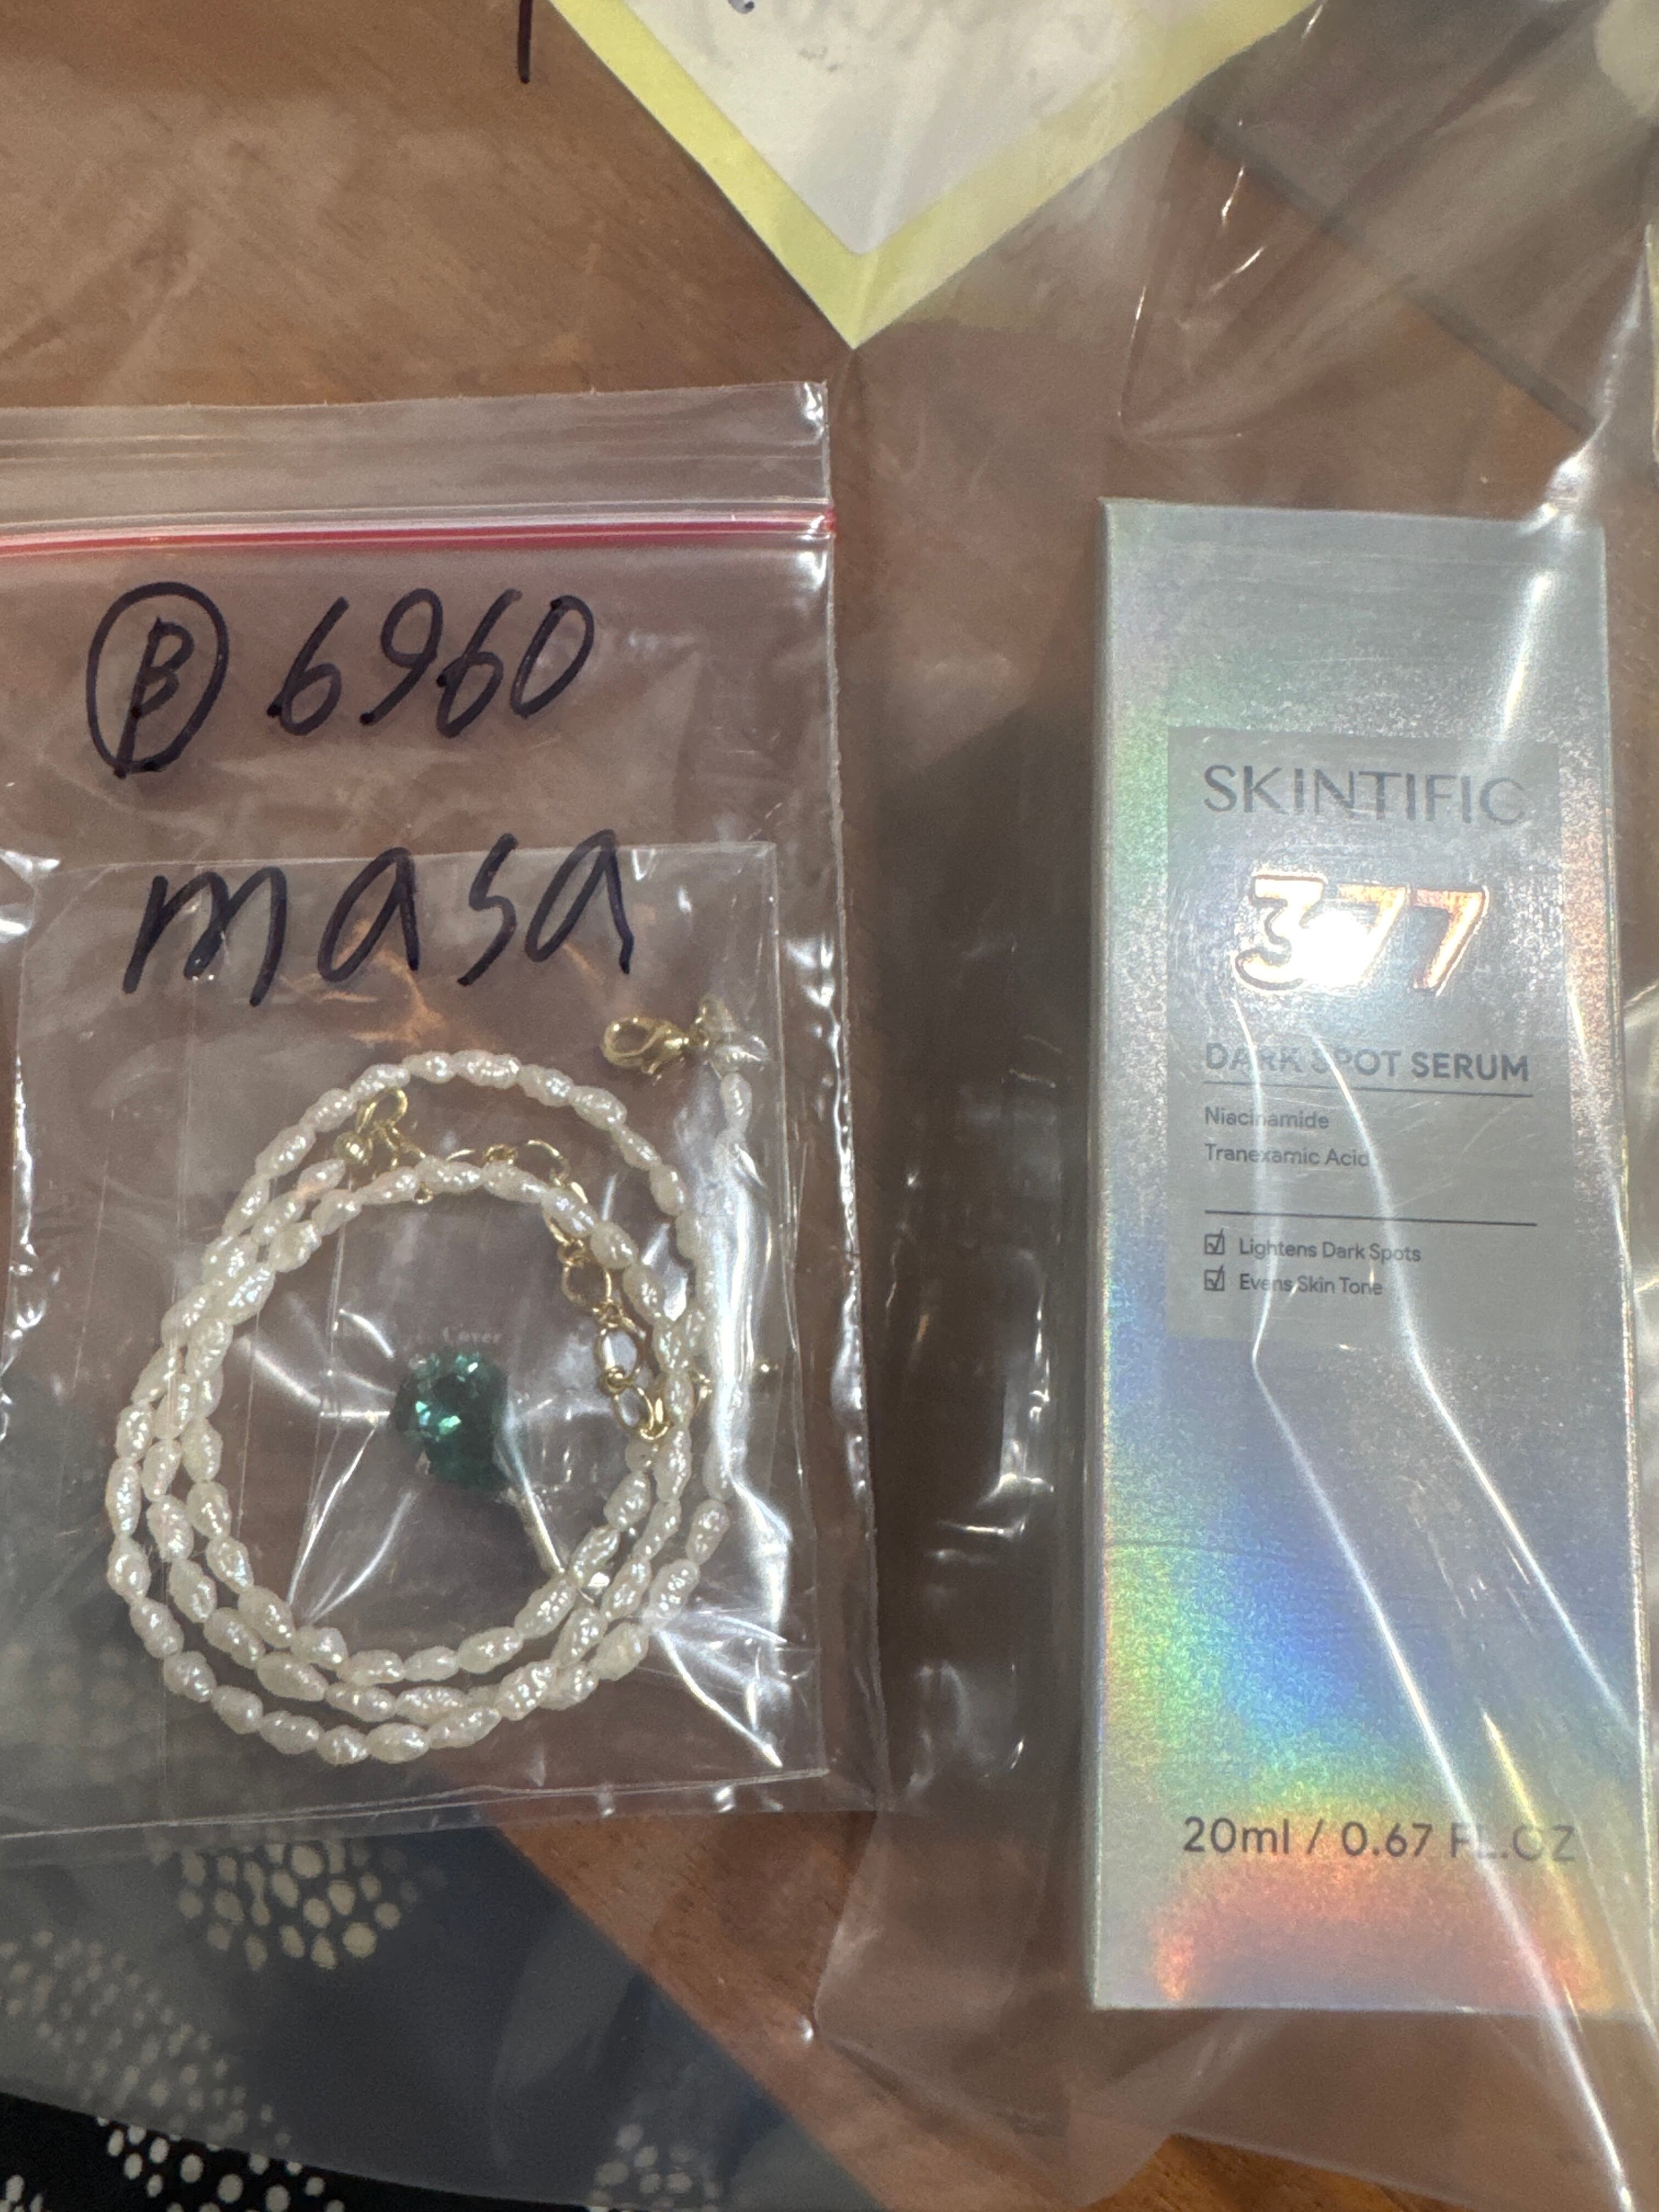 Ⓑ 6960
masa
Cover
SKINTIFIC
377
DARK SPOT SERUM
Niacinamide
Tranexamic Acid
☑ Lightens Dark Spots
☑ Evens Skin Tone
20ml / 0.67 FL.OZ